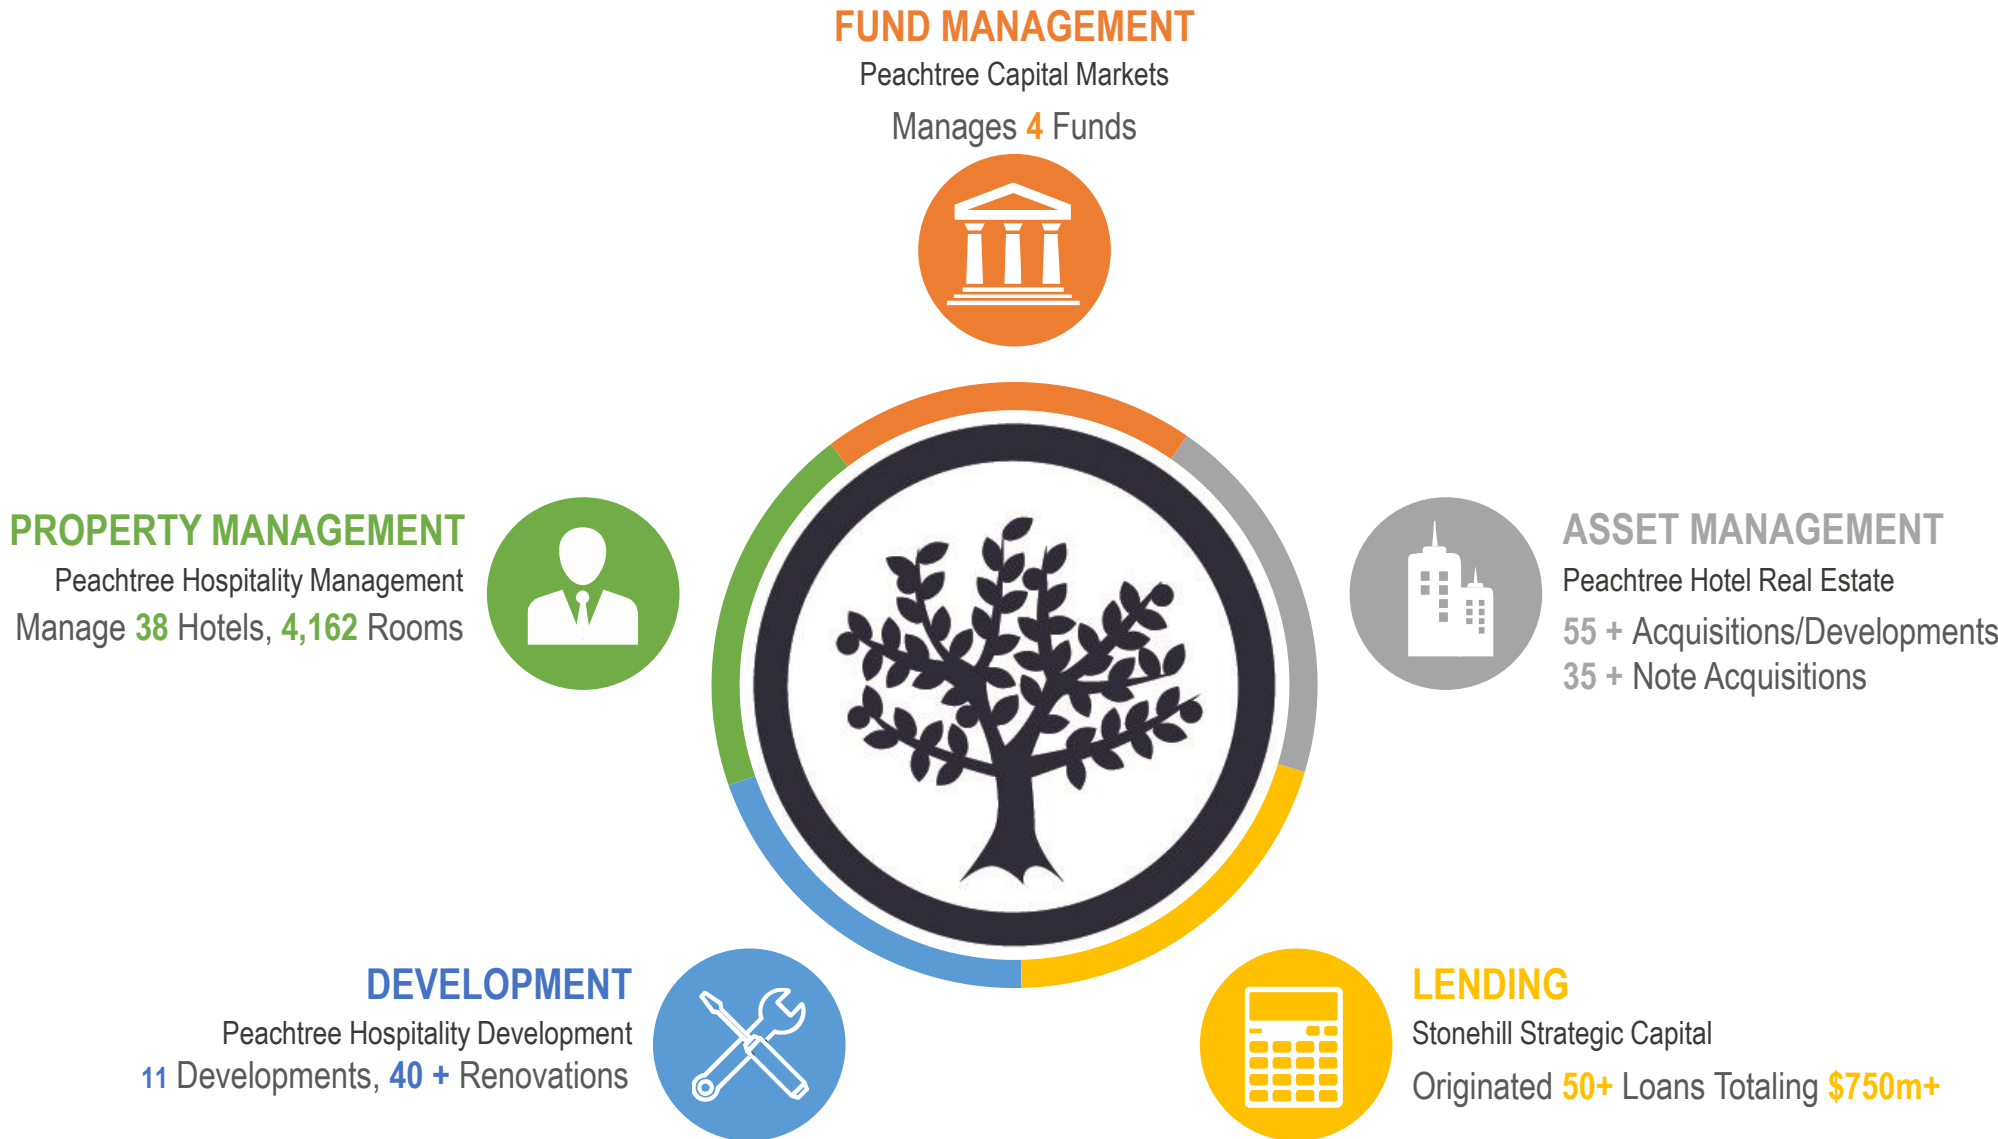 FUND MANAGEMENT
Peachtree Capital Markets
Manages 4 Funds
PROPERTY MANAGEMENT
Peachtree Hospitality Management
Manage 38 Hotels, 4,162 Rooms
ASSET MANAGEMENT
Peachtree Hotel Real Estate
55 + Acquisitions/Developments
35 + Note Acquisitions
DEVELOPMENT
Peachtree Hospitality Development
11 Developments, 40 + Renovations
LENDING
Stonehill Strategic Capital
Originated 50+ Loans Totaling $750m+